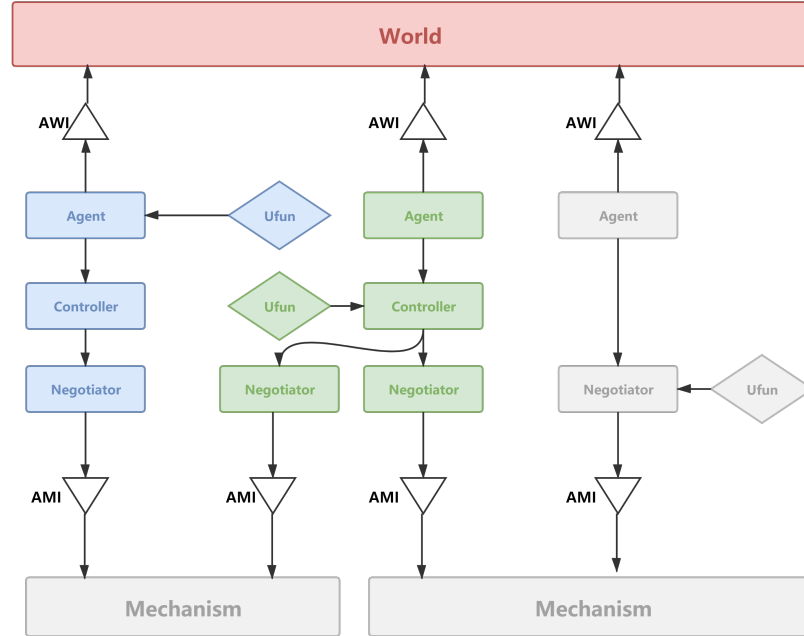 World
AWI
AWI
AWI
Agent
Ufun
Agent
Agent
Controller
Ufun
Controller
Negotiator
Negotiator
Negotiator
Negotiator
Ufun
AMI
AMI
AMI
AMI
Mechanism
Mechanism